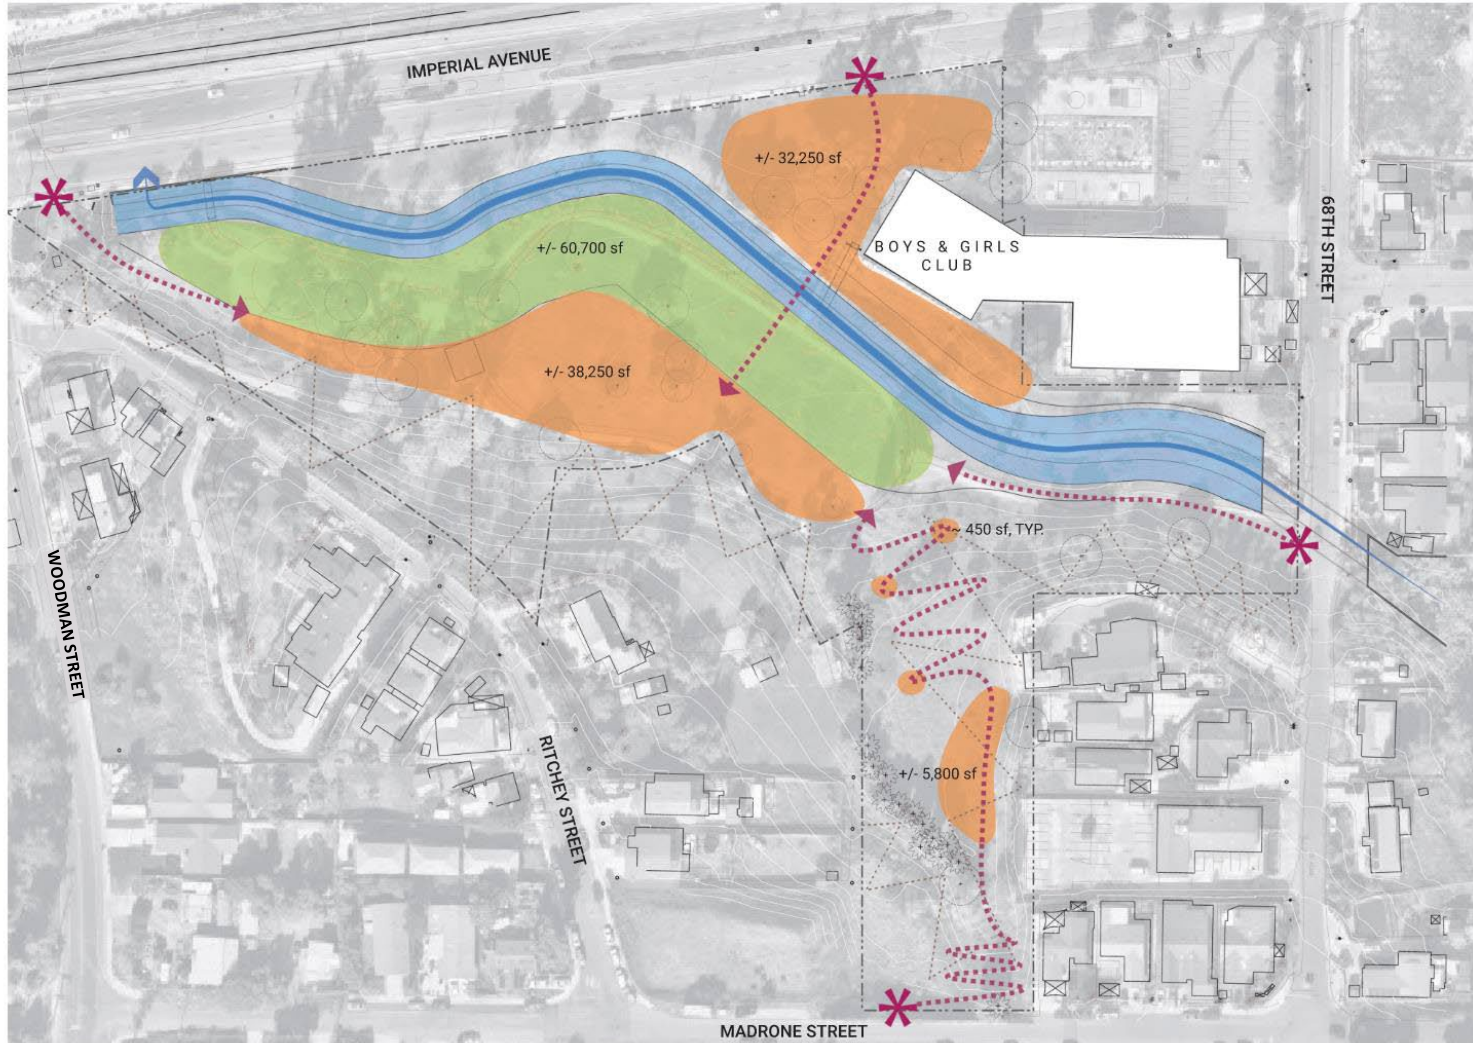 IMPERIAL AVENUE
+/- 32,250 sf
68TH STREET
+/- 60,700 sf
BOYS & GIRLS
CLUB
+/- 38,250 sf
~ 450 sf, TYP.
WOODMAN STREET
RITCHEY STREET
+/- 5,800 sf
MADRONE STREET